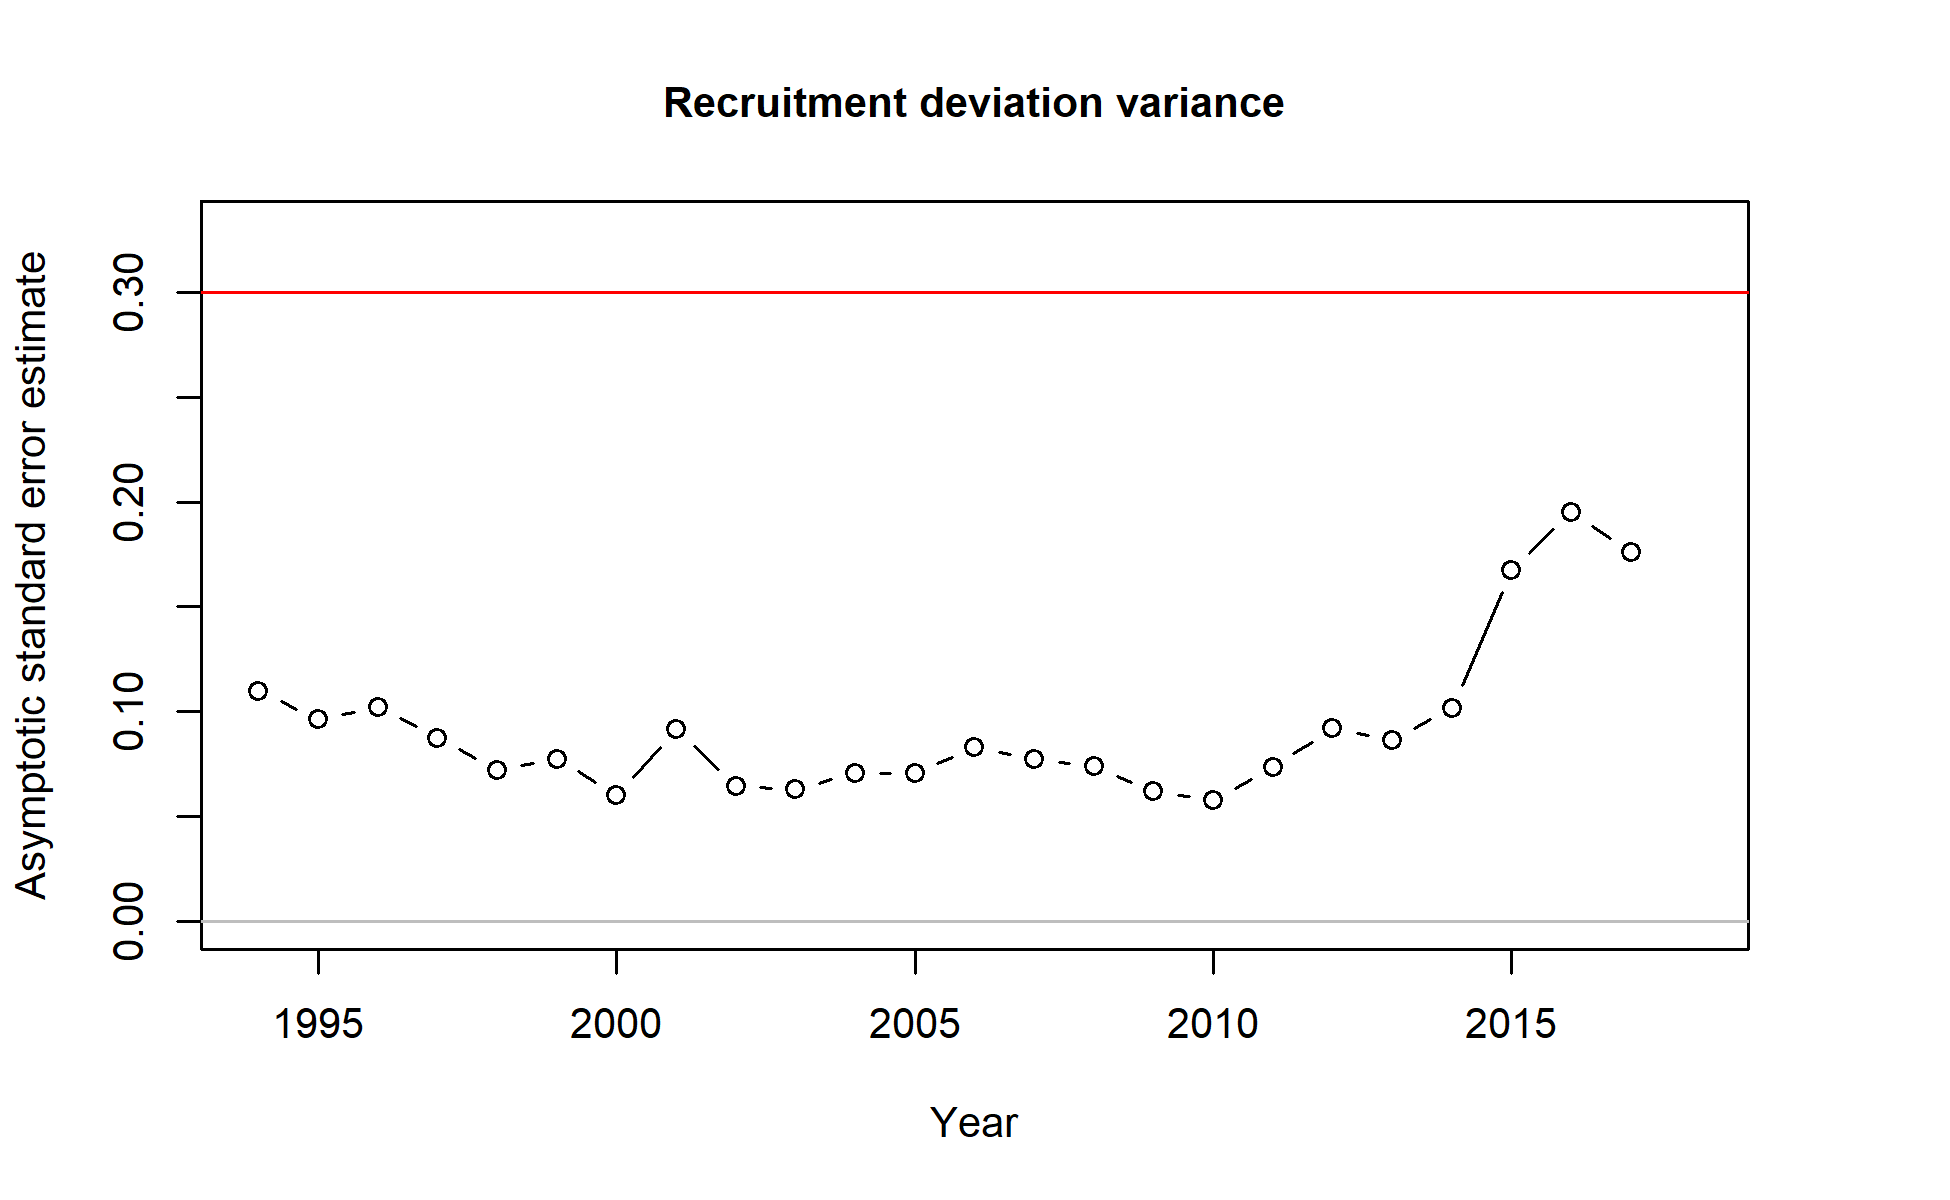 Recruitment deviation variance
Asymptotic standard error estimate
0.30
0.20
0.10
0.00
1995 2000 2005 2010 2015
Year